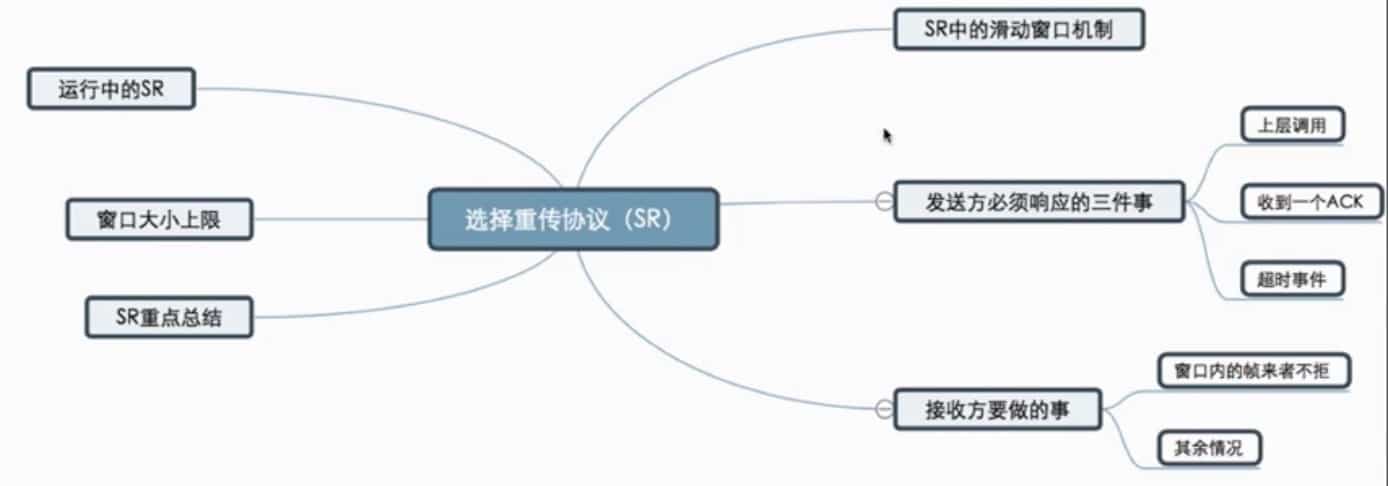 选择重传协议（SR）
SR中的滑动窗口机制
发送方必须响应的三件事
上层调用
收到一个ACK
超时事件
接收方要做的事
窗口内的帧来者不拒
其余情况
运行中的SR
窗口大小上限
SR重点总结